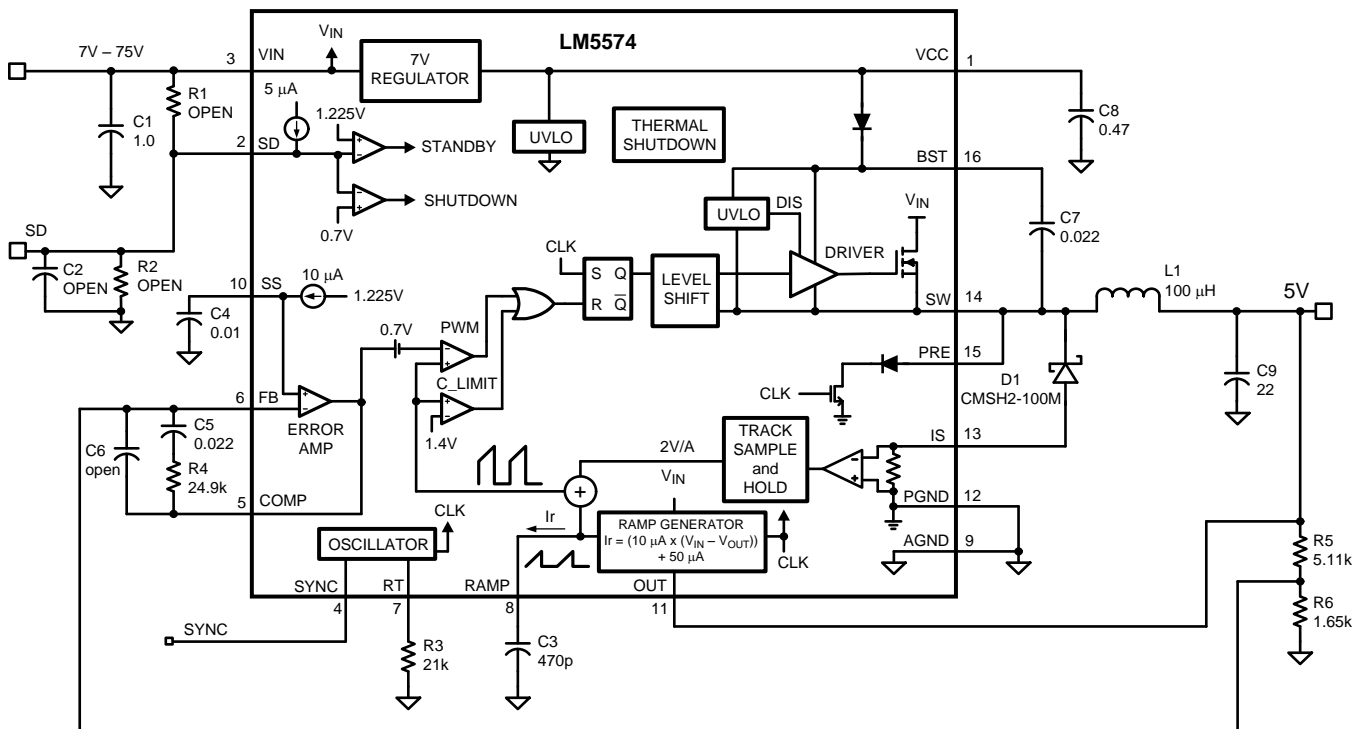 7V – 75V
3
VIN
V_IN
LM5574
7V
REGULATOR
VCC
1
R1
OPEN
5 µA
1.225V
C1
1.0
C8
0.47
2
SD
STANDBY
UVLO
THERMAL
SHUTDOWN
BST
16
SHUTDOWN
0.7V
UVLO
DIS
V_IN
C7
0.022
SD
DRIVER
C2
OPEN
R2
OPEN
CLK
S Q
R Q̅
LEVEL
SHIFT
10
SS
10 µA
1.225V
SW
14
L1
100 µH
5V
C4
0.01
0.7V
PWM
PRE
15
C_LIMIT
CLK
D1
CMSH2-100M
C9
22
6
FB
C5
0.022
ERROR
AMP
1.4V
TRACK
SAMPLE
and
HOLD
IS
13
C6
open
R4
24.9k
2V/A
V_IN
5
COMP
+
PGND
12
CLK
Ir
RAMP GENERATOR
Ir = (10 µA x (V_IN – V_OUT))
+ 50 µA
AGND
9
OSCILLATOR
CLK
R5
5.11k
SYNC
RT
RAMP
OUT
4
7
8
11
R6
1.65k
SYNC
R3
21k
C3
470p